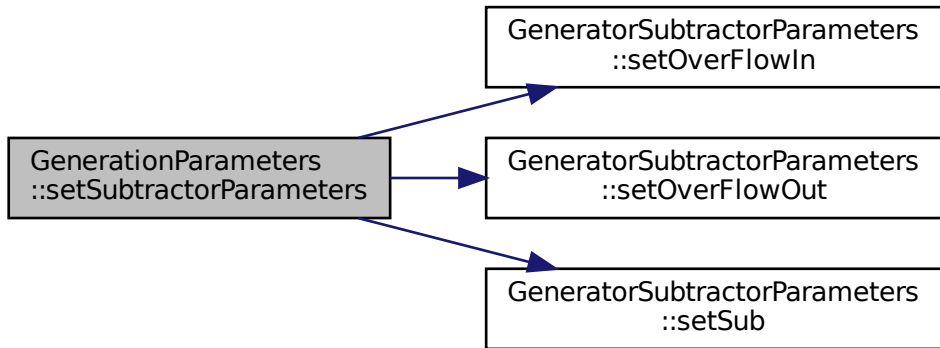 GenerationParameters
::setSubtractorParameters
GeneratorSubtractorParameters
::setOverFlowIn
GeneratorSubtractorParameters
::setOverFlowOut
GeneratorSubtractorParameters
::setSub